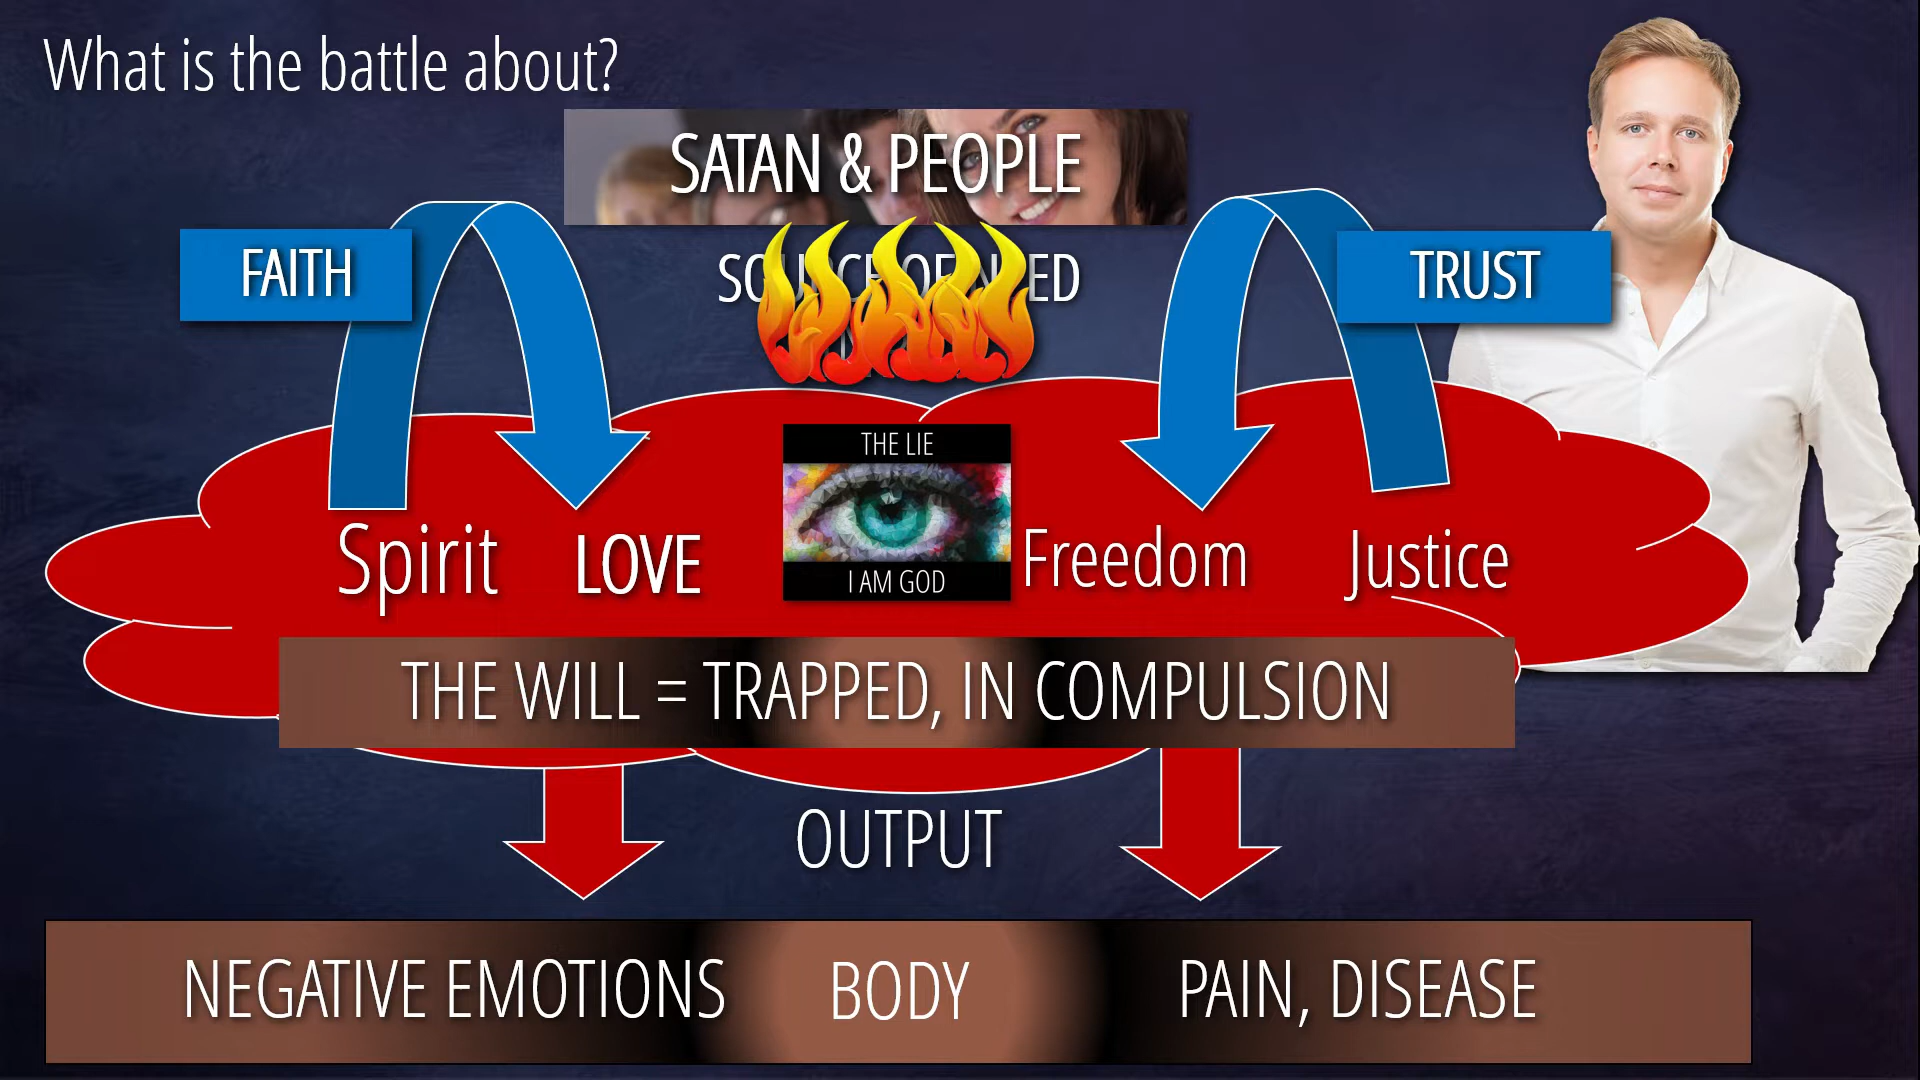 What is the battle about?
SATAN & PEOPLE
FAITH
TRUST
THE LIE
I AM GOD
Spirit LOVE Freedom Justice
THE WILL = TRAPPED, IN COMPULSION
OUTPUT
NEGATIVE EMOTIONS BODY PAIN, DISEASE